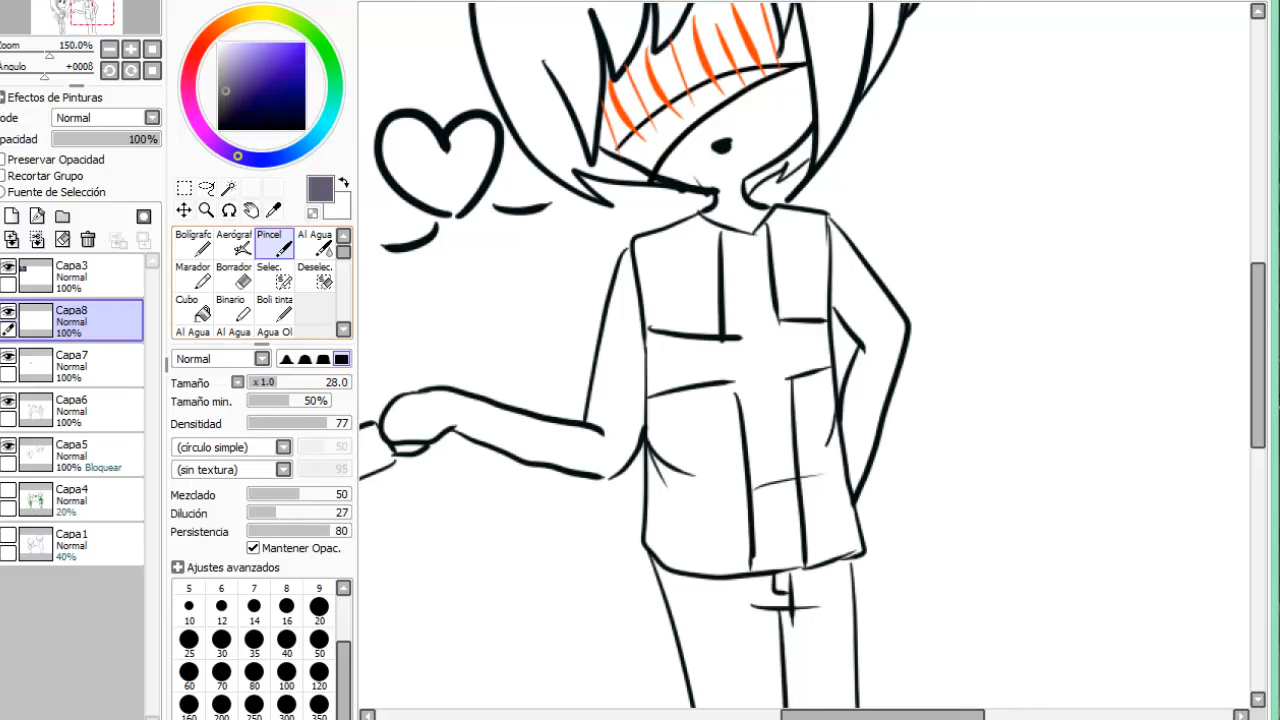 Zoom 150.0%
Ángulo +0008
Efectos de Pinturas
ode Normal
pacidad 100%
Preservar Opacidad
Recortar Grupo
Fuente de Selección
Capa3
Normal
100%
Capa8
Normal
100%
Capa7
Normal
100%
Capa6
Normal
100%
Capa5
Normal
100% Bloquear
Capa4
Normal
20%
Capa1
Normal
40%
Bolígrafo Aerógraf Pincel Al Agua
Marador Borrador Selec. Deselec.
Cubo Binario Boli tinta
Al Agua Al Agua Agua Ol
Normal
Tamaño x 1.0 28.0
Tamaño min. 50%
Densitidad 77
(círculo simple) 50
(sin textura) 95
Mezclado 50
Dilución 27
Persistencia 80
Mantener Opac.
Ajustes avanzados
5 6 7 8 9
10 12 14 16 20
25 30 35 40 50
60 70 80 100 120
160 200 250 300 350